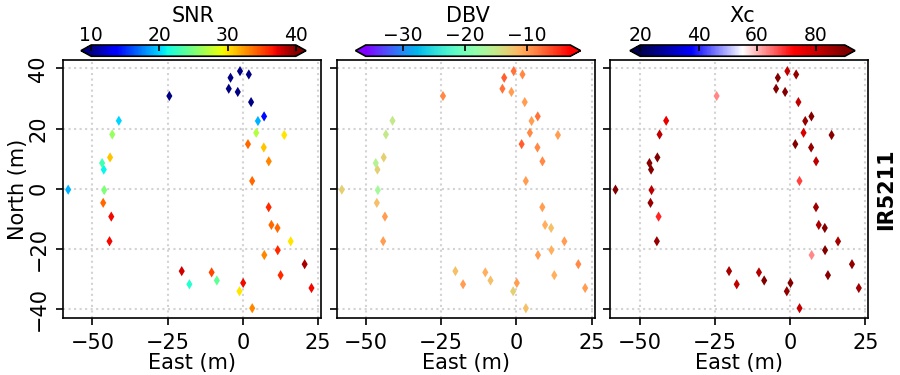 SNR DBV Xc
10 20 30 40 −30 −20 −10 20 40 60 80
40
20
0
−20
−40
North (m)
IR5211
−50 −25 0 25 −50 −25 0 25 −50 −25 0 25
East (m) East (m) East (m)